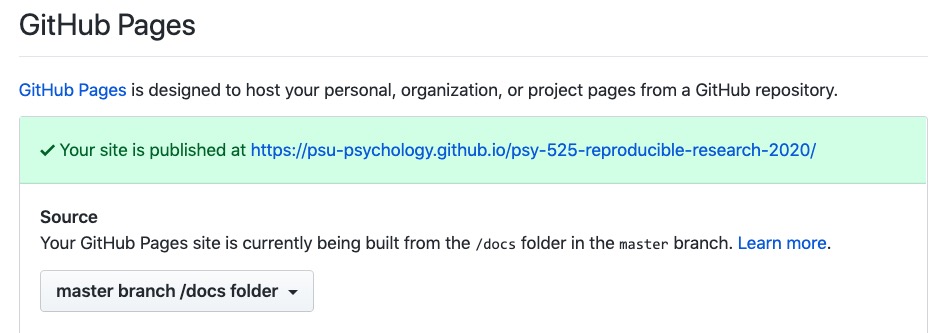 GitHub Pages
GitHub Pages is designed to host your personal, organization, or project pages from a GitHub repository.
✓ Your site is published at https://psu-psychology.github.io/psy-525-reproducible-research-2020/
Source
Your GitHub Pages site is currently being built from the /docs folder in the master branch. Learn more.
master branch /docs folder